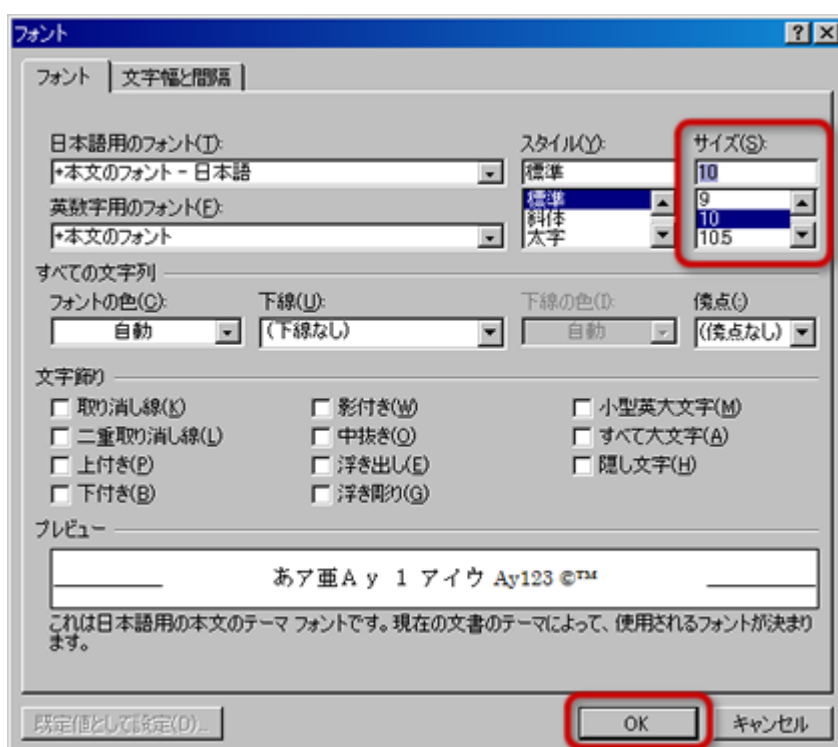 フォント
フォント 文字幅と間隔
日本語用のフォント(T): スタイル(Y): サイズ(S):
+本文のフォント - 日本語 標準 10
英数字用のフォント(F): 標準 9
+本文のフォント 斜体 10
太字 10.5
すべての文字列
フォントの色(C): 下線(U): 下線の色(I): 傍点(:)
自動 (下線なし) 自動 (傍点なし)
文字飾り
取り消し線(K) 影付き(W) 小型英大文字(M)
二重取り消し線(L) 中抜き(O) すべて大文字(A)
上付き(P) 浮き出し(E) 隠し文字(H)
下付き(B) 浮き彫り(G)
プレビュー
あア亜Ａｙ １ アイウ Ay123 ©™
これは日本語用の本文のテーマ フォントです。現在の文書のテーマによって、使用されるフォントが決まり
ます。
既定値として設定(D)... OK キャンセル